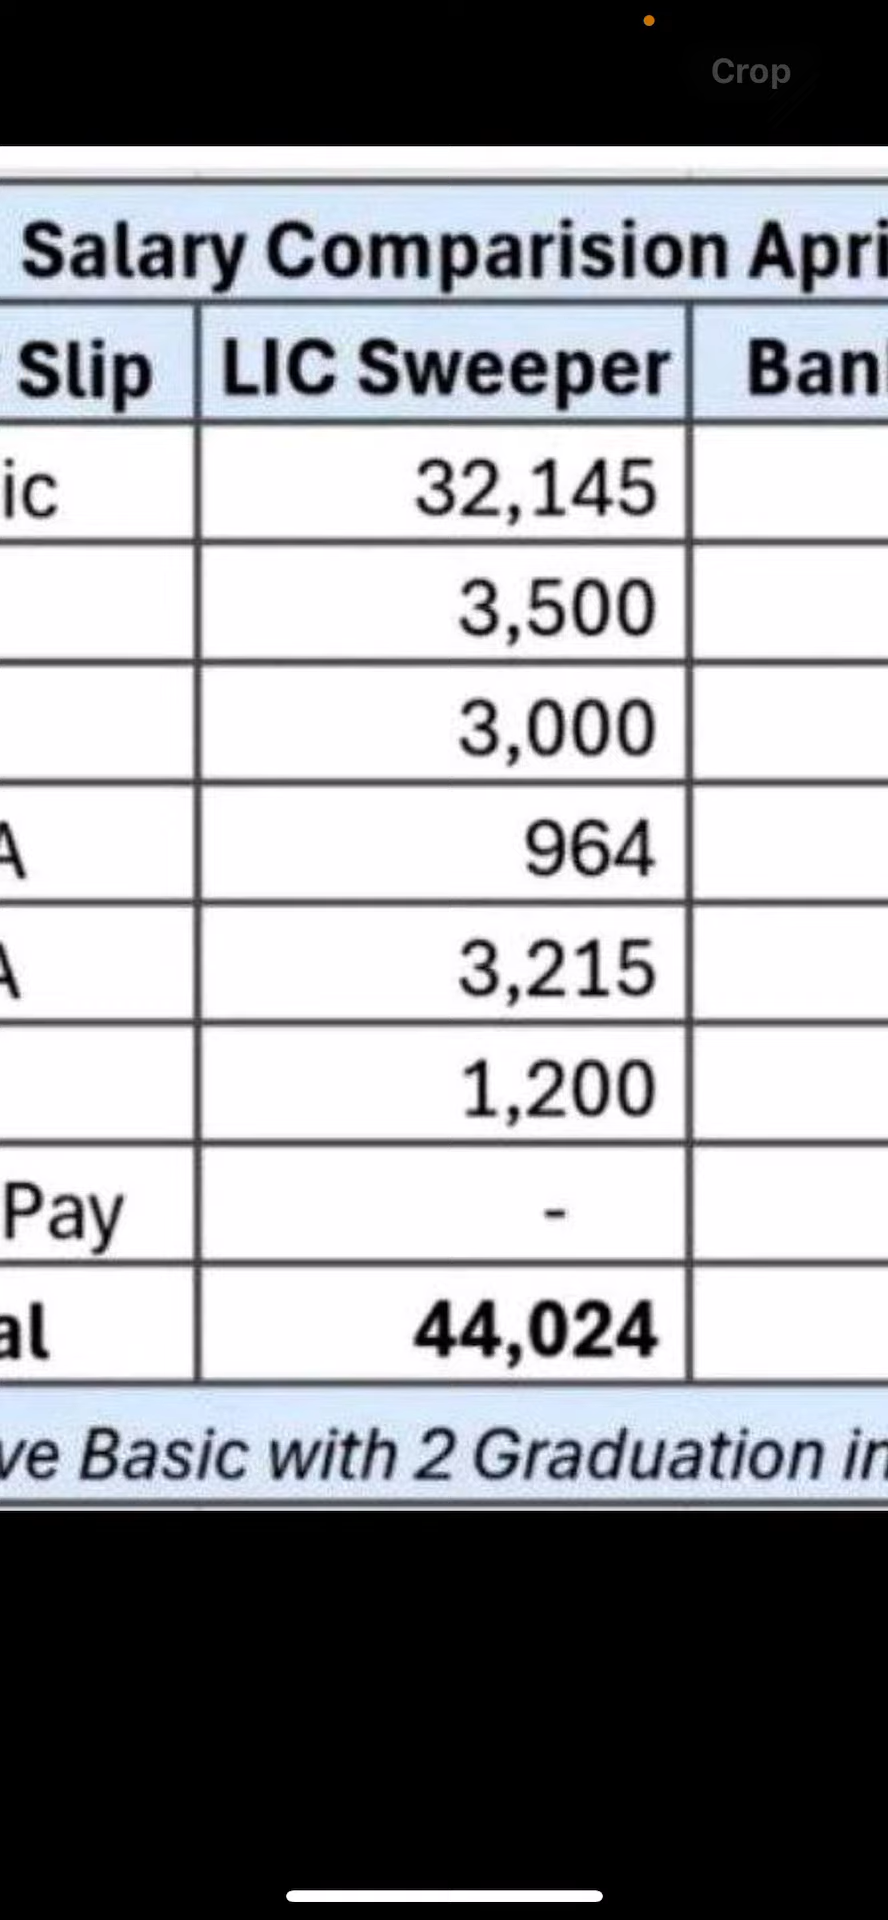 Crop
Salary Comparision Apri
Slip LIC Sweeper Ban
ic 32,145
3,500
3,000
A 964
A 3,215
1,200
Pay -
al 44,024
ve Basic with 2 Graduation in